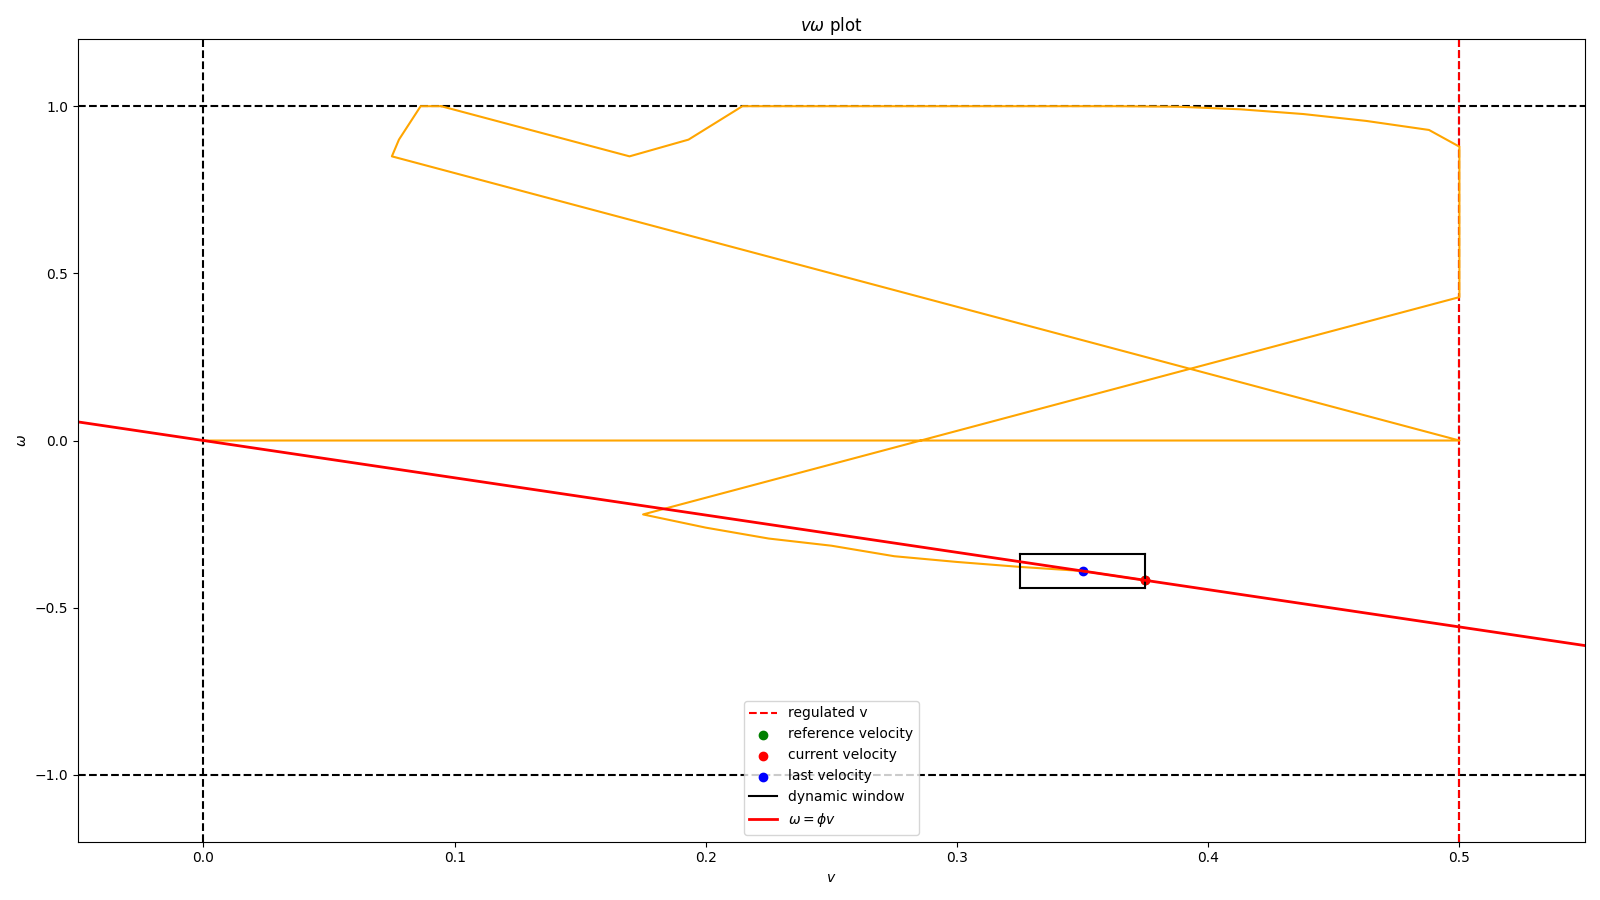 vω plot
1.0
0.5
0.0
−0.5
−1.0
ω
regulated v
reference velocity
current velocity
last velocity
dynamic window
ω = ϕv
0.0 0.1 0.2 0.3 0.4 0.5
v